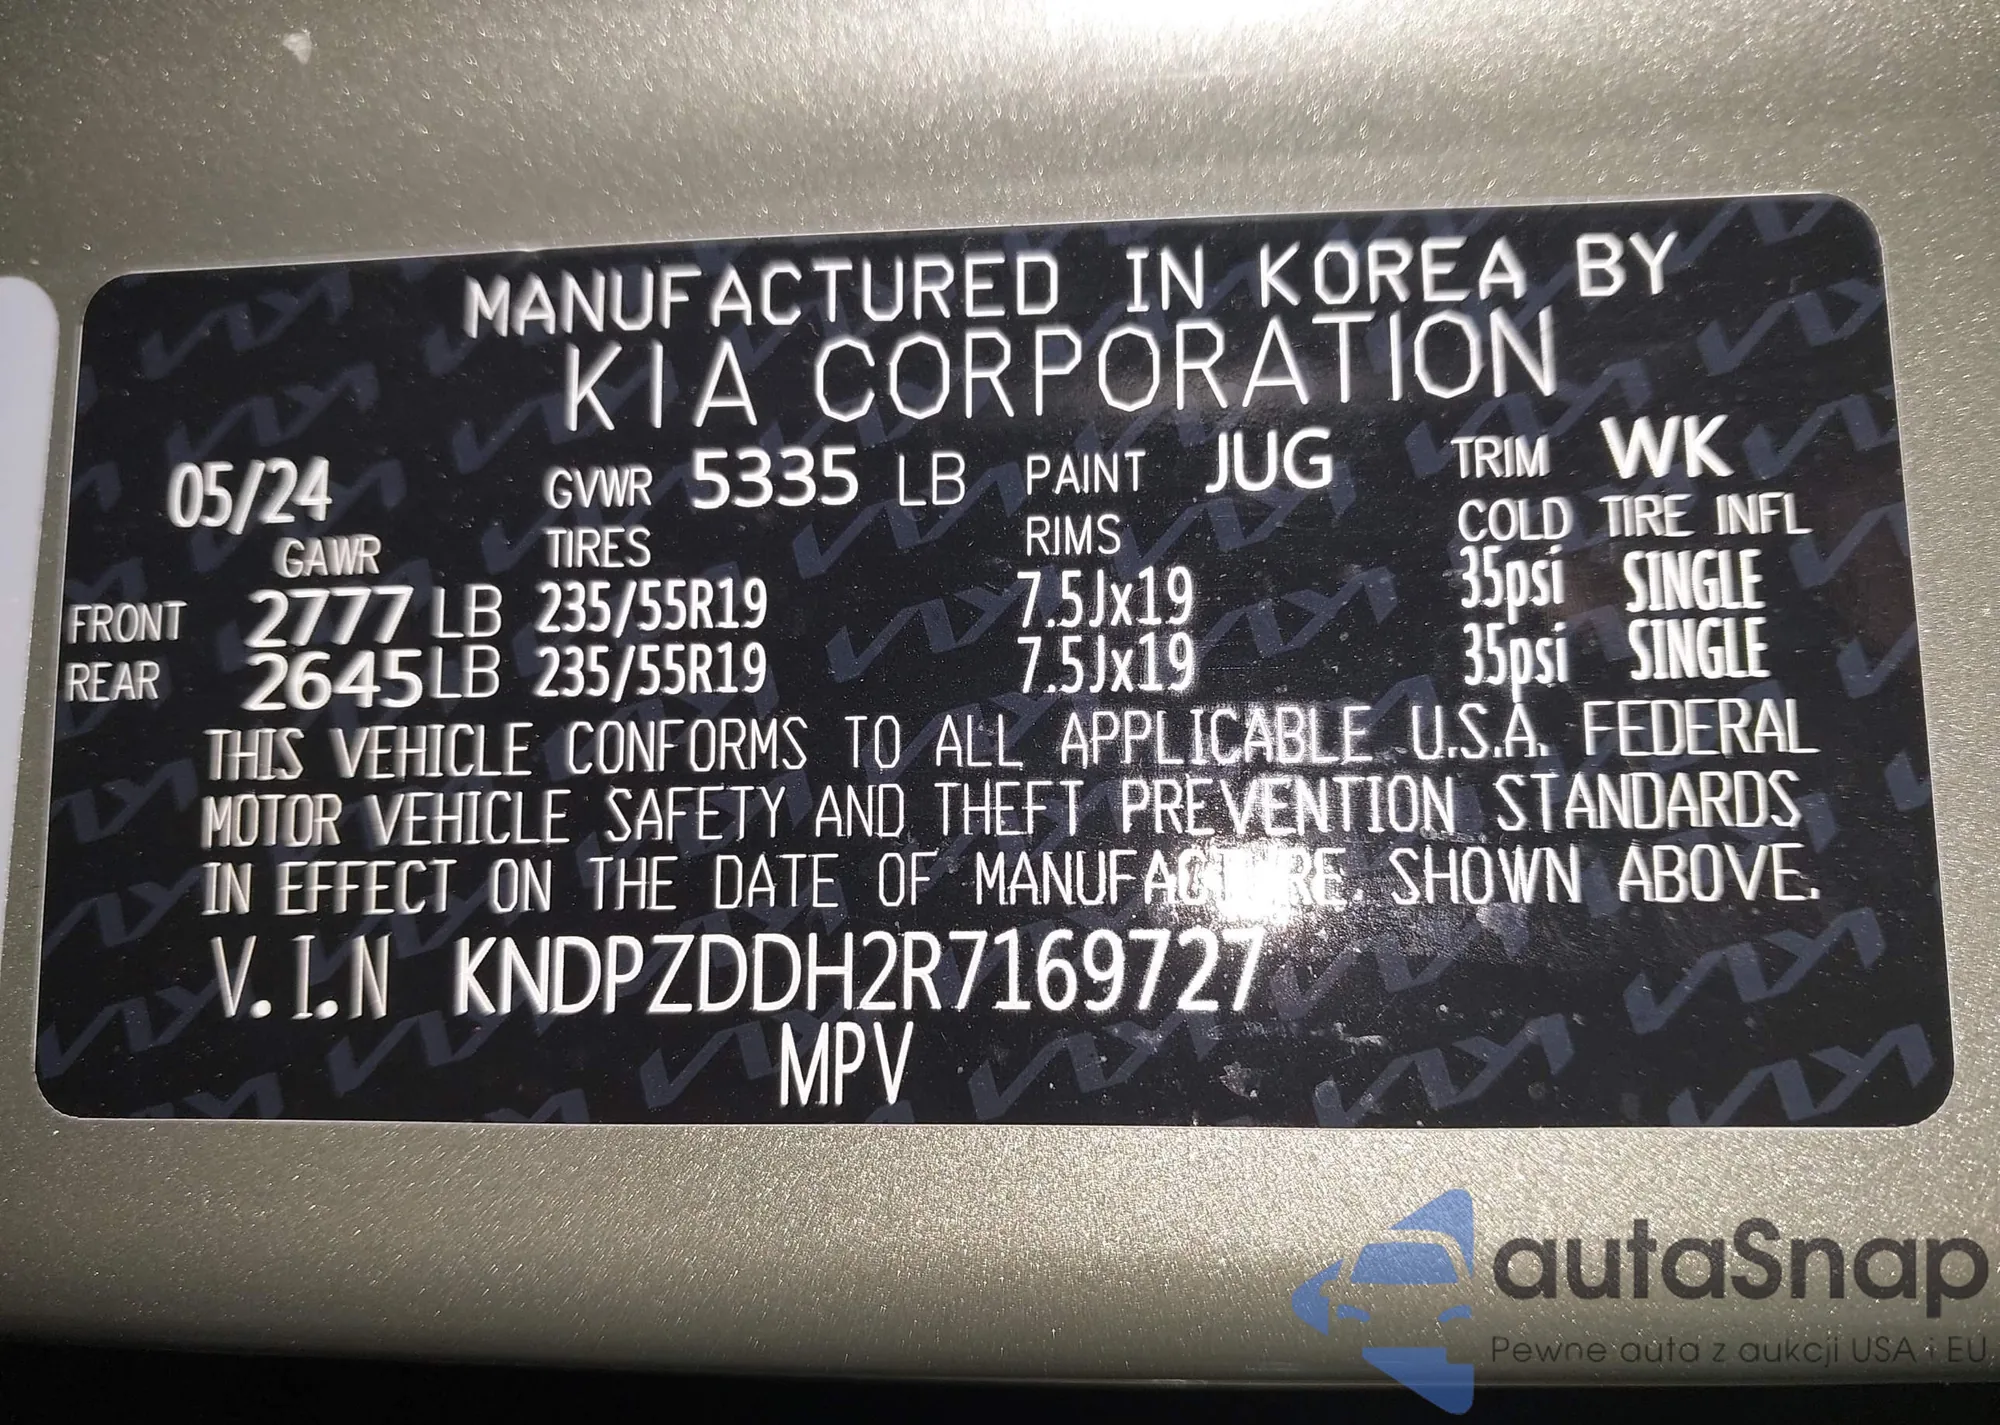 MANUFACTURED IN KOREA BY
KIA CORPORATION
05/24 GVWR 5335 LB PAINT JUG TRIM WK
GAWR TIRES RIMS COLD TIRE INFL
FRONT 2777 LB 235/55R19 7.5Jx19 35psi SINGLE
REAR 2645 LB 235/55R19 7.5Jx19 35psi SINGLE
THIS VEHICLE CONFORMS TO ALL APPLICABLE U.S.A. FEDERAL
MOTOR VEHICLE SAFETY AND THEFT PREVENTION STANDARDS
IN EFFECT ON THE DATE OF MANUFACTURE. SHOWN ABOVE.
V.I.N KNDPZDDH2R7169727
MPV
autaSnap
Pewne auta z aukcji USA i EU